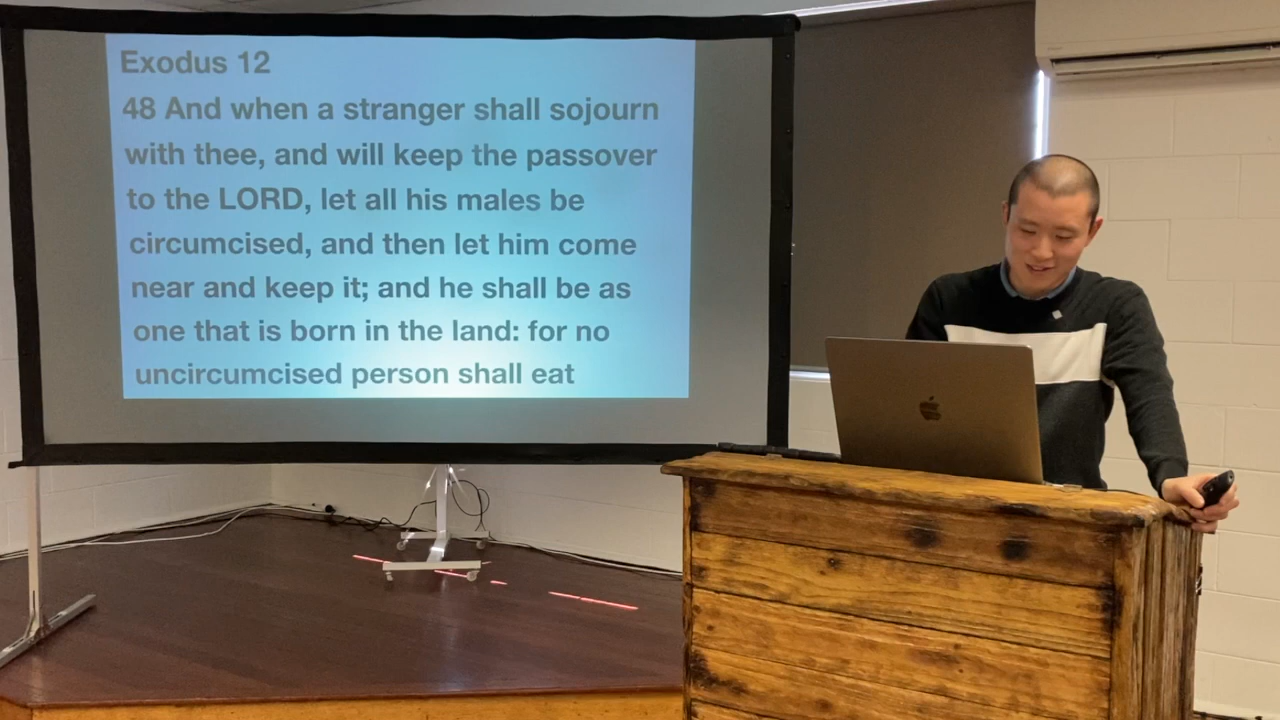 Exodus 12
48 And when a stranger shall sojourn
with thee, and will keep the passover
to the LORD, let all his males be
circumcised, and then let him come
near and keep it; and he shall be as
one that is born in the land: for no
uncircumcised person shall eat